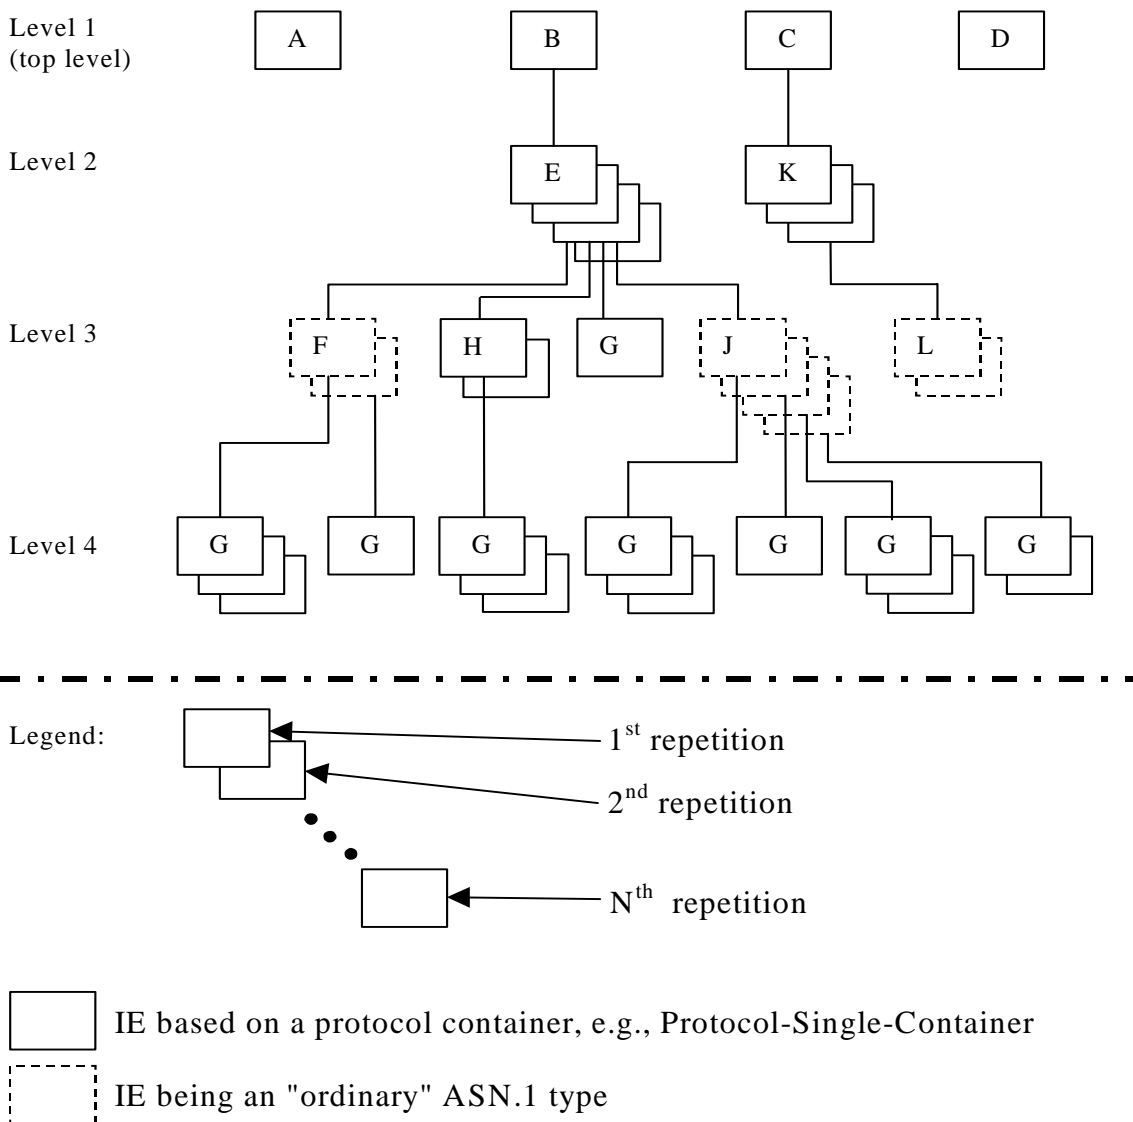 Level 1
(top level)
A B C D
Level 2
E K
Level 3
F H G J L
Level 4
G G G G G G G
Legend:
1st repetition
2nd repetition
Nth repetition
IE based on a protocol container, e.g., Protocol-Single-Container
IE being an "ordinary" ASN.1 type